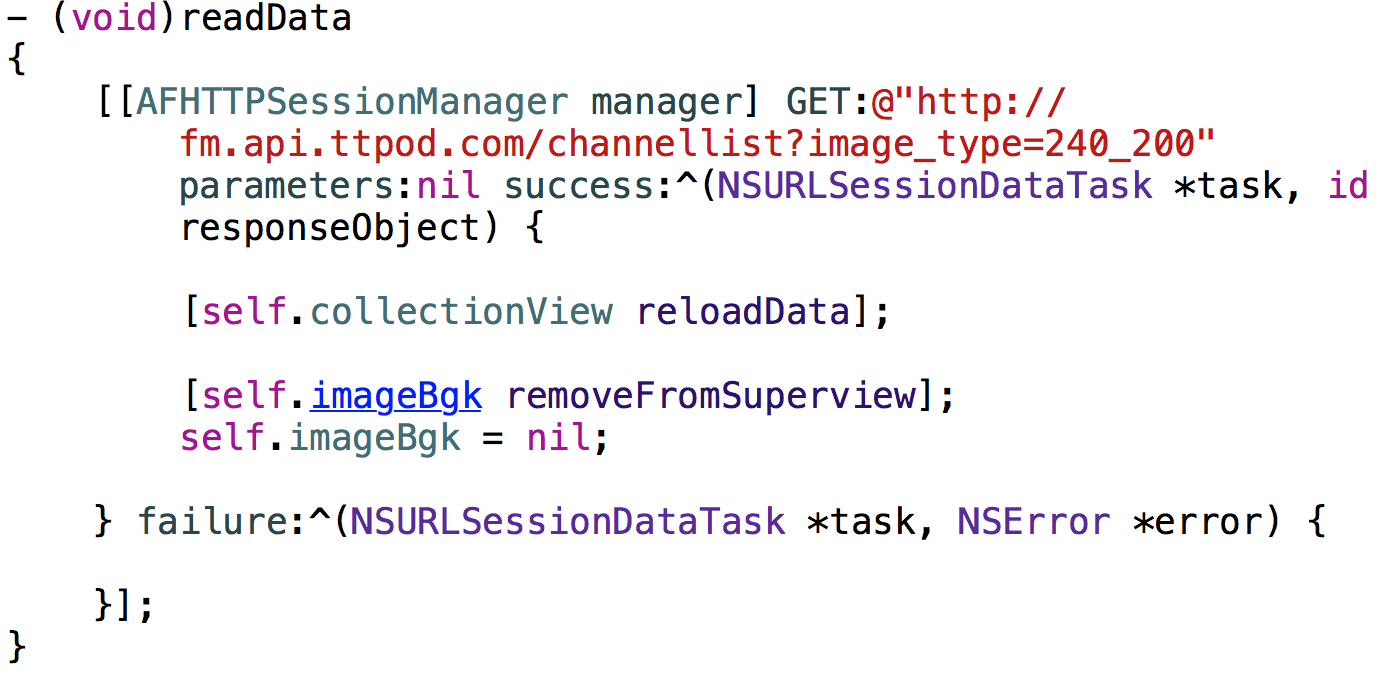 - (void)readData
{
[[AFHTTPSessionManager manager] GET:@"http://
fm.api.ttpod.com/channellist?image_type=240_200"
parameters:nil success:^(NSURLSessionDataTask *task, id
responseObject) {
[self.collectionView reloadData];
[self.imageBgk removeFromSuperview];
self.imageBgk = nil;
} failure:^(NSURLSessionDataTask *task, NSError *error) {
}];
}